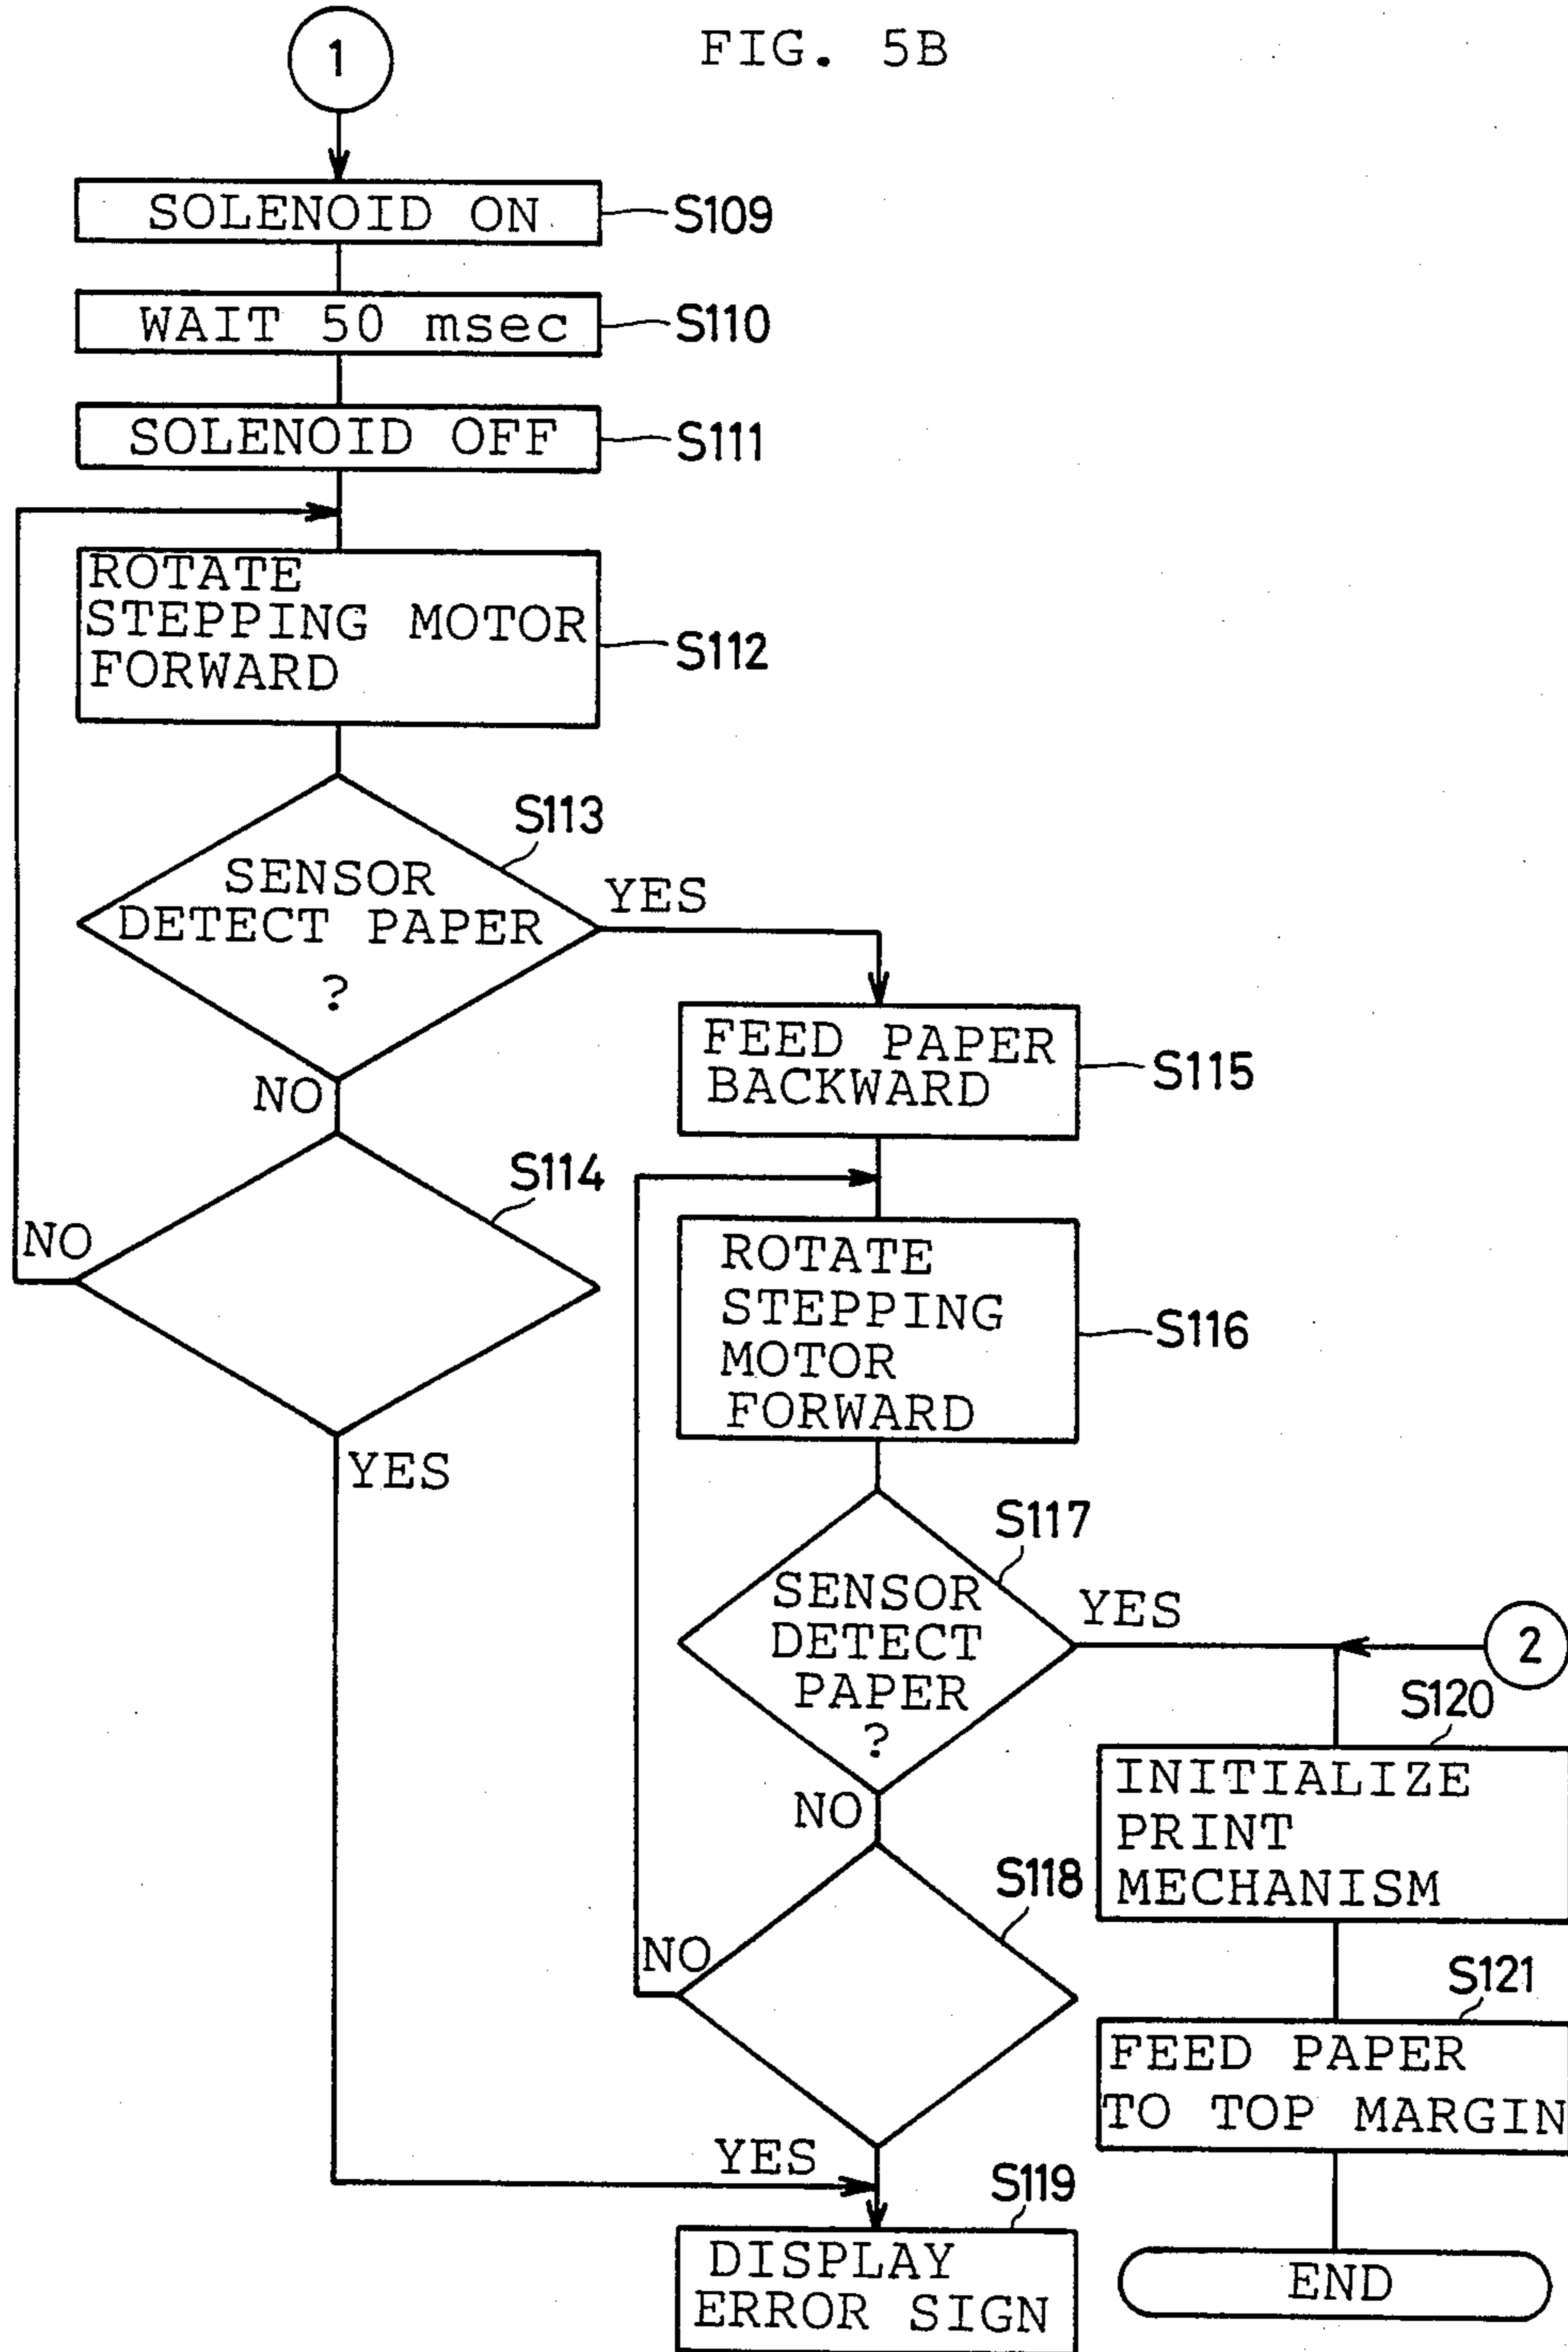 FIG. 5B
1
SOLENOID ON
S109
WAIT 50 msec
S110
SOLENOID OFF
S111
ROTATE
STEPPING MOTOR
FORWARD
S112
S113
SENSOR
DETECT PAPER
?
YES
NO
FEED PAPER
BACKWARD
S115
S114
NO
YES
ROTATE
STEPPING
MOTOR
FORWARD
S116
S117
SENSOR
DETECT
PAPER
?
YES
2
NO
S120
INITIALIZE
PRINT
MECHANISM
S118
NO
YES
S121
FEED PAPER
TO TOP MARGIN
S119
DISPLAY
ERROR SIGN
END